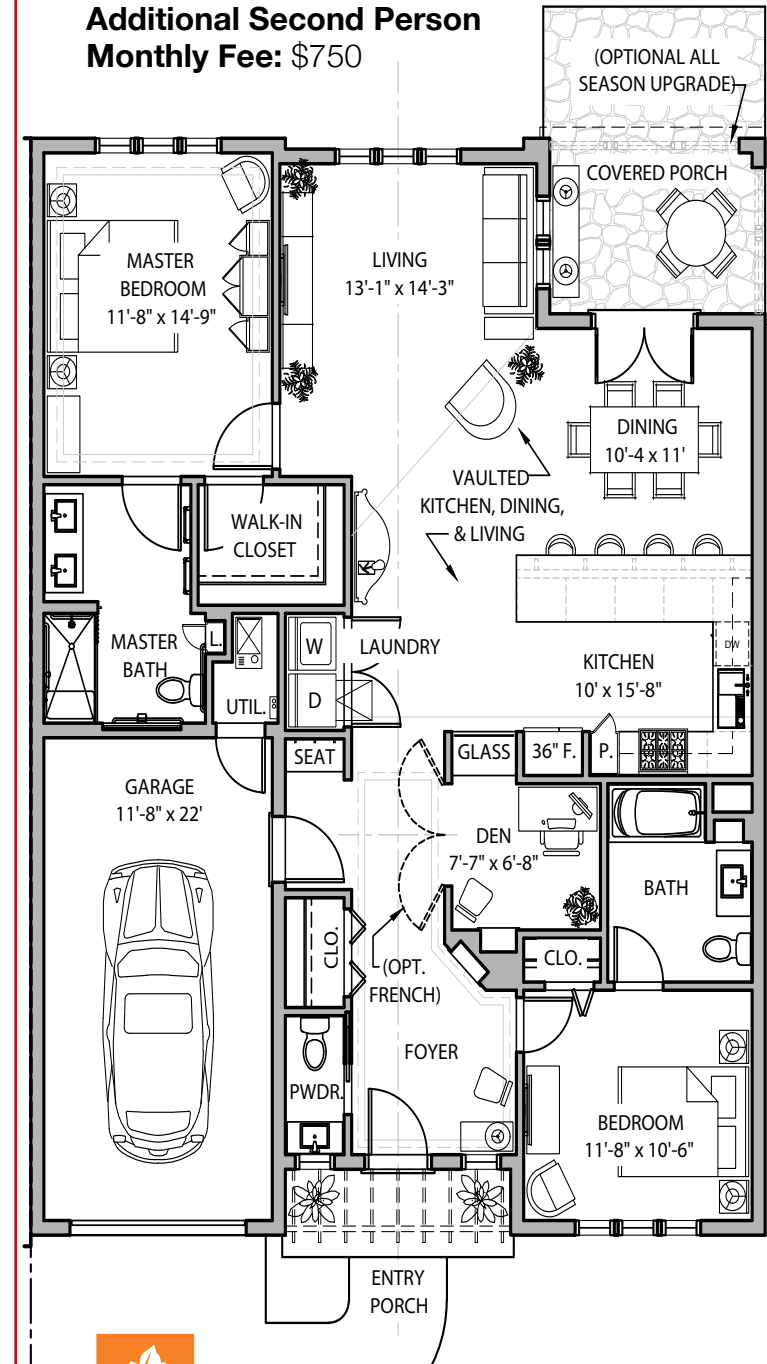 Additional Second Person
Monthly Fee: $750
(OPTIONAL ALL
SEASON UPGRADE)
COVERED PORCH
MASTER
BEDROOM
11'-8" x 14'-9"
LIVING
13'-1" x 14'-3"
DINING
10'-4 x 11'
VAULTED
KITCHEN, DINING,
& LIVING
WALK-IN
CLOSET
MASTER
BATH
L.
UTIL.
W
D
LAUNDRY
KITCHEN
10' x 15'-8"
DW
SEAT
GLASS
36" F.
P.
GARAGE
11'-8" x 22'
DEN
7'-7" x 6'-8"
BATH
CLO.
(OPT.
FRENCH)
CLO.
FOYER
PWDR.
BEDROOM
11'-8" x 10'-6"
ENTRY
PORCH